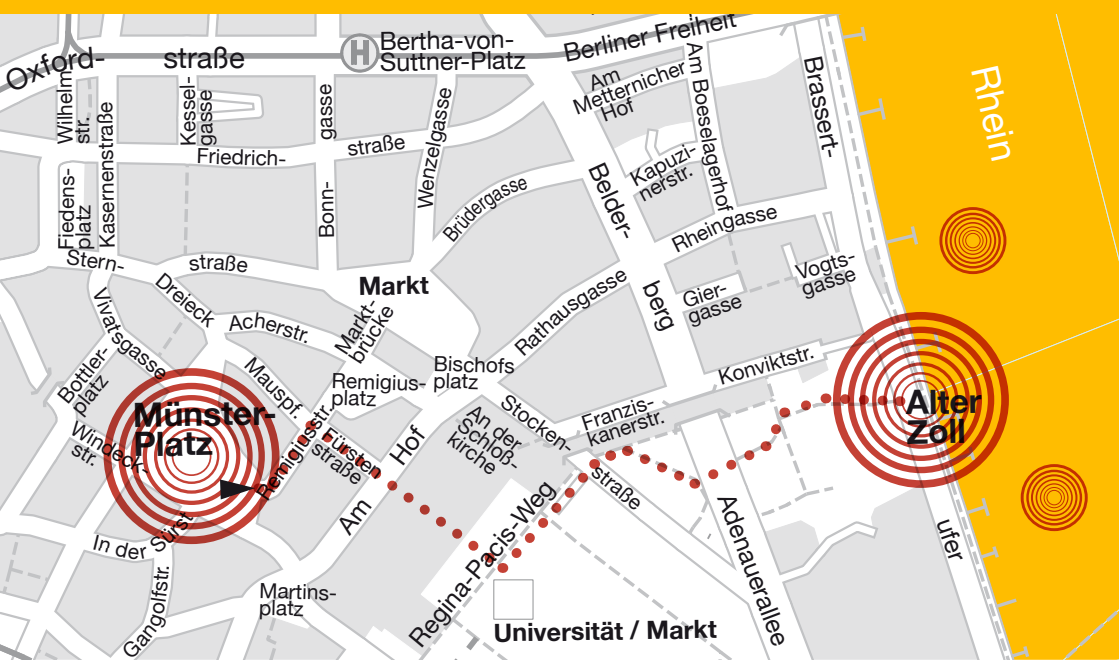 Oxford-
straße
H
Bertha-von-
Suttner-Platz
Berliner Freiheit
Wilhelm
str.
Kasernenstraße
Kessel-
gasse
gasse
Bonn-
Friedrich-
straße
Wenzelgasse
Brüdergasse
Am
Metternicher
Hof
Am Boeselagerhof
Brassert-
Rhein
Kapuzi-
nerstr.
Belder-
berg
Rheingasse
Fiedens-
platz
Stern-
straße
Vogts-
gasse
Gier-
gasse
Markt
Dreieck
Vivatsgasse
Acherstr.
Markt-
brücke
Rathausgasse
Bottler-
platz
Mauspf.
Remigius-
platz
Bischofs
platz
Konviktstr.
Münster-
Platz
Windeck-
str.
Remigiusstr.
Fürsten
straße
Am
Hof
An der
Schloß-
kirche
Stocken-
straße
Franzis-
kanerstr.
Alter
Zoll
In der Sürst
Gangolfstr.
Martins-
platz
Regina-Pacis-Weg
Adenauerallee
ufer
Universität / Markt